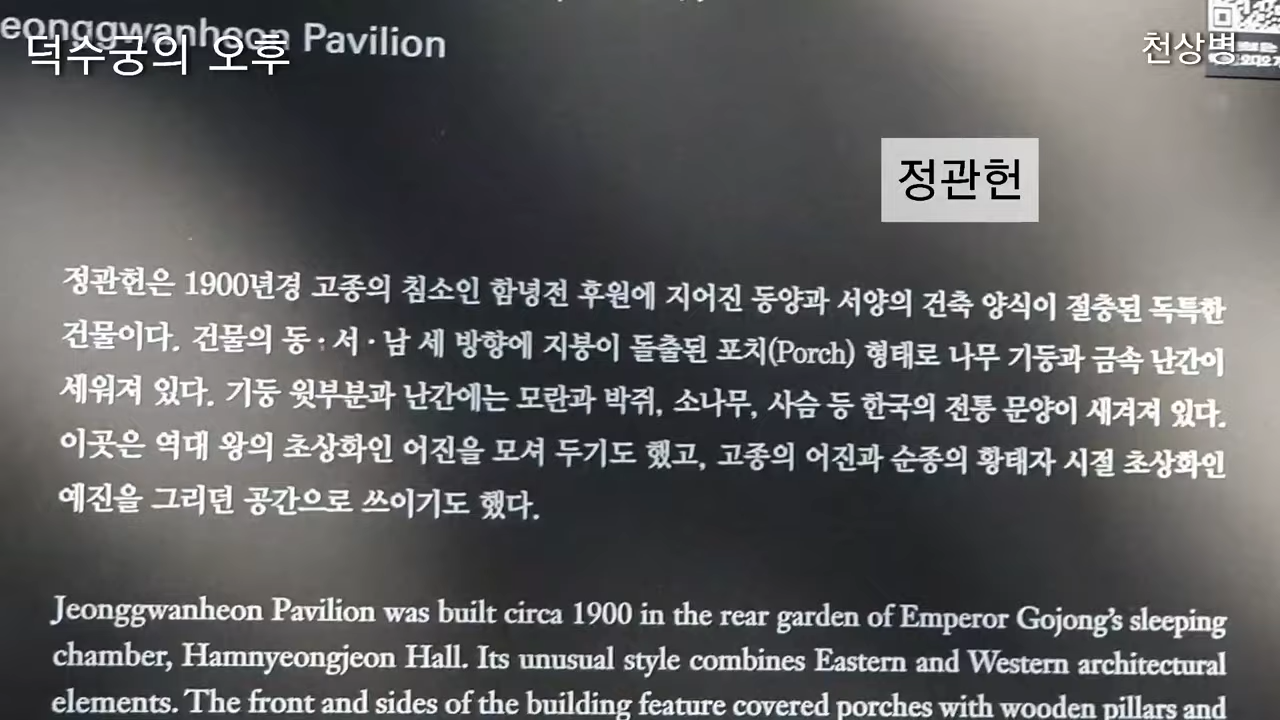 Jeonggwanheon Pavilion
덕수궁의 오후
천상병
정관헌
정관헌은 1900년경 고종의 침소인 함녕전 후원에 지어진 동양과 서양의 건축 양식이 절충된 독특한
건물이다. 건물의 동·서·남 세 방향에 지붕이 돌출된 포치(Porch) 형태로 나무 기둥과 금속 난간이
세워져 있다. 기둥 윗부분과 난간에는 모란과 박쥐, 소나무, 사슴 등 한국의 전통 문양이 새겨져 있다.
이곳은 역대 왕의 초상화인 어진을 모셔 두기도 했고, 고종의 어진과 순종의 황태자 시절 초상화인
예진을 그리던 공간으로 쓰이기도 했다.
Jeonggwanheon Pavilion was built circa 1900 in the rear garden of Emperor Gojong's sleeping
chamber, Hamnyeongjeon Hall. Its unusual style combines Eastern and Western architectural
elements. The front and sides of the building feature covered porches with wooden pillars and